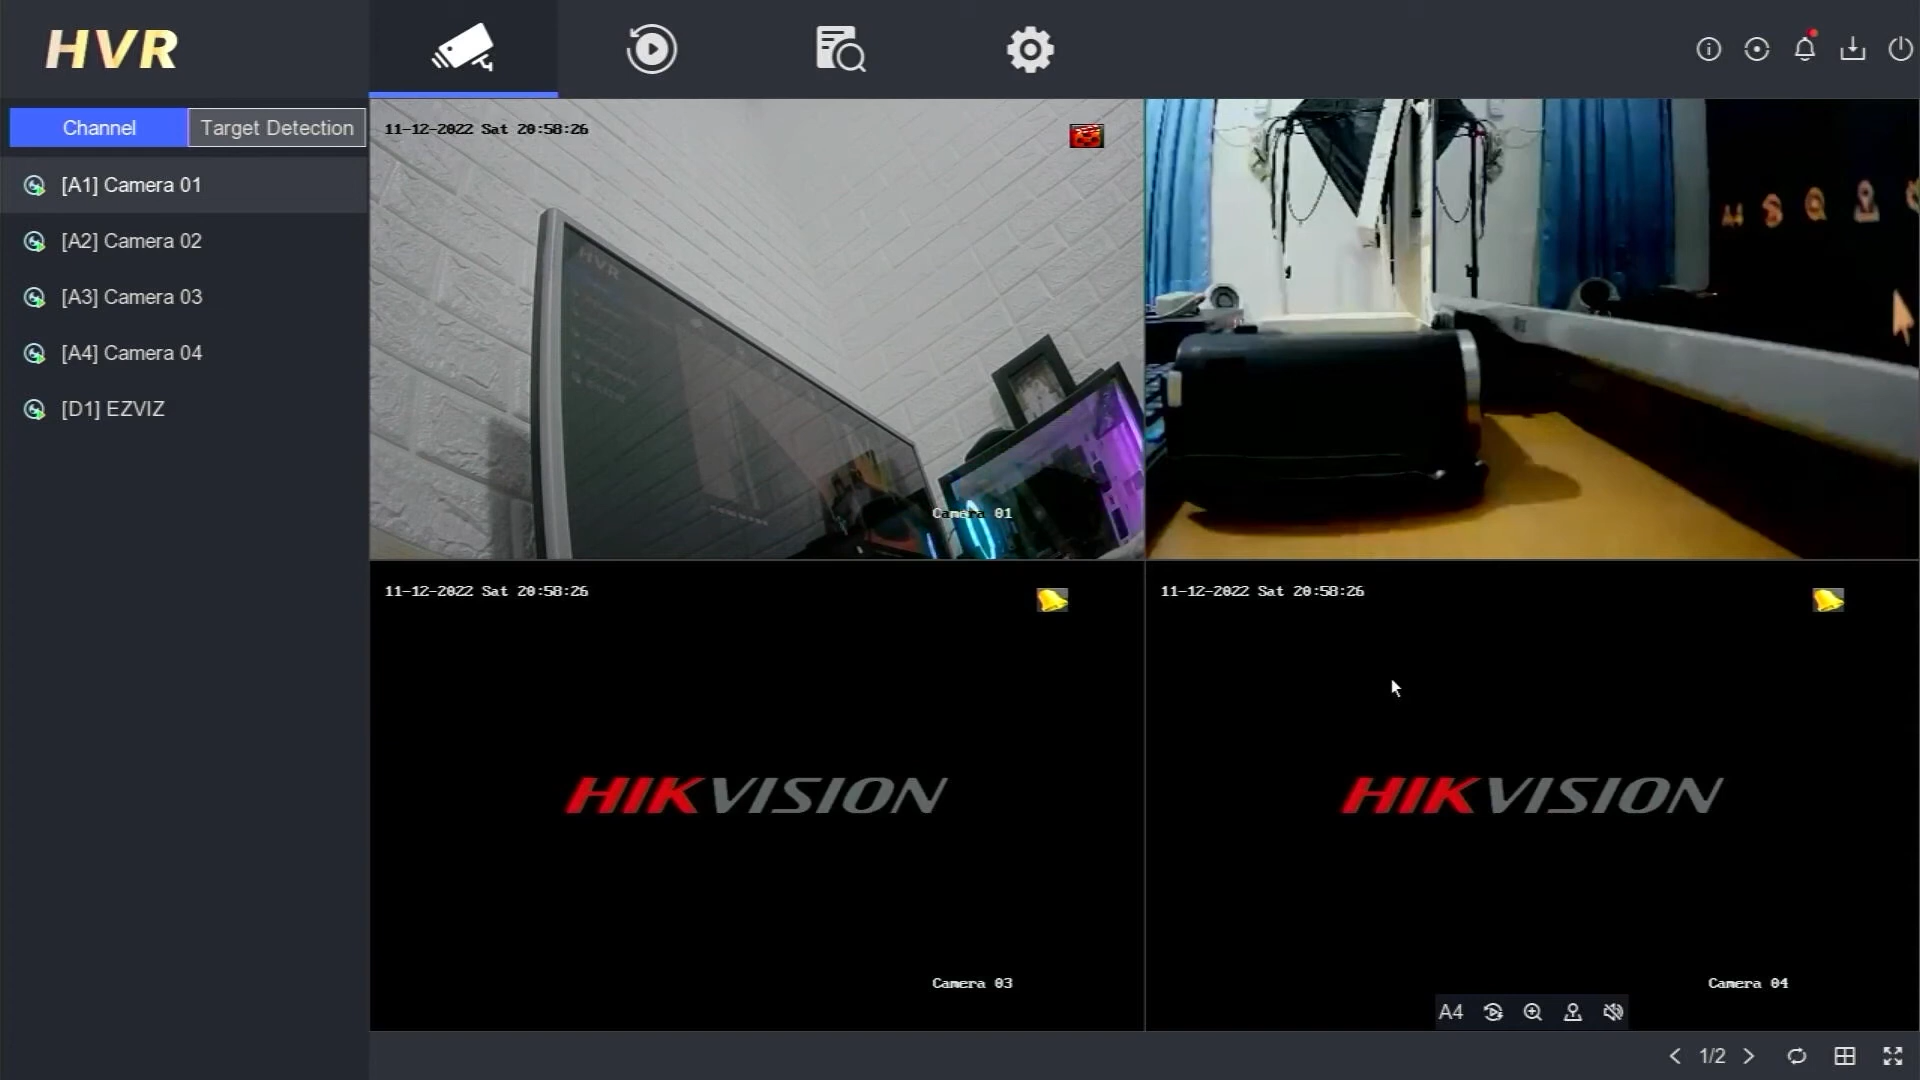 HVR
Channel
Target Detection
[A1] Camera 01
[A2] Camera 02
[A3] Camera 03
[A4] Camera 04
[D1] EZVIZ
11-12-2022 Sat 20:58:26
HVR
Camera 01
A4
11-12-2022 Sat 20:58:26
HIKVISION
Camera 03
11-12-2022 Sat 20:58:26
HIKVISION
Camera 04
A4
1/2